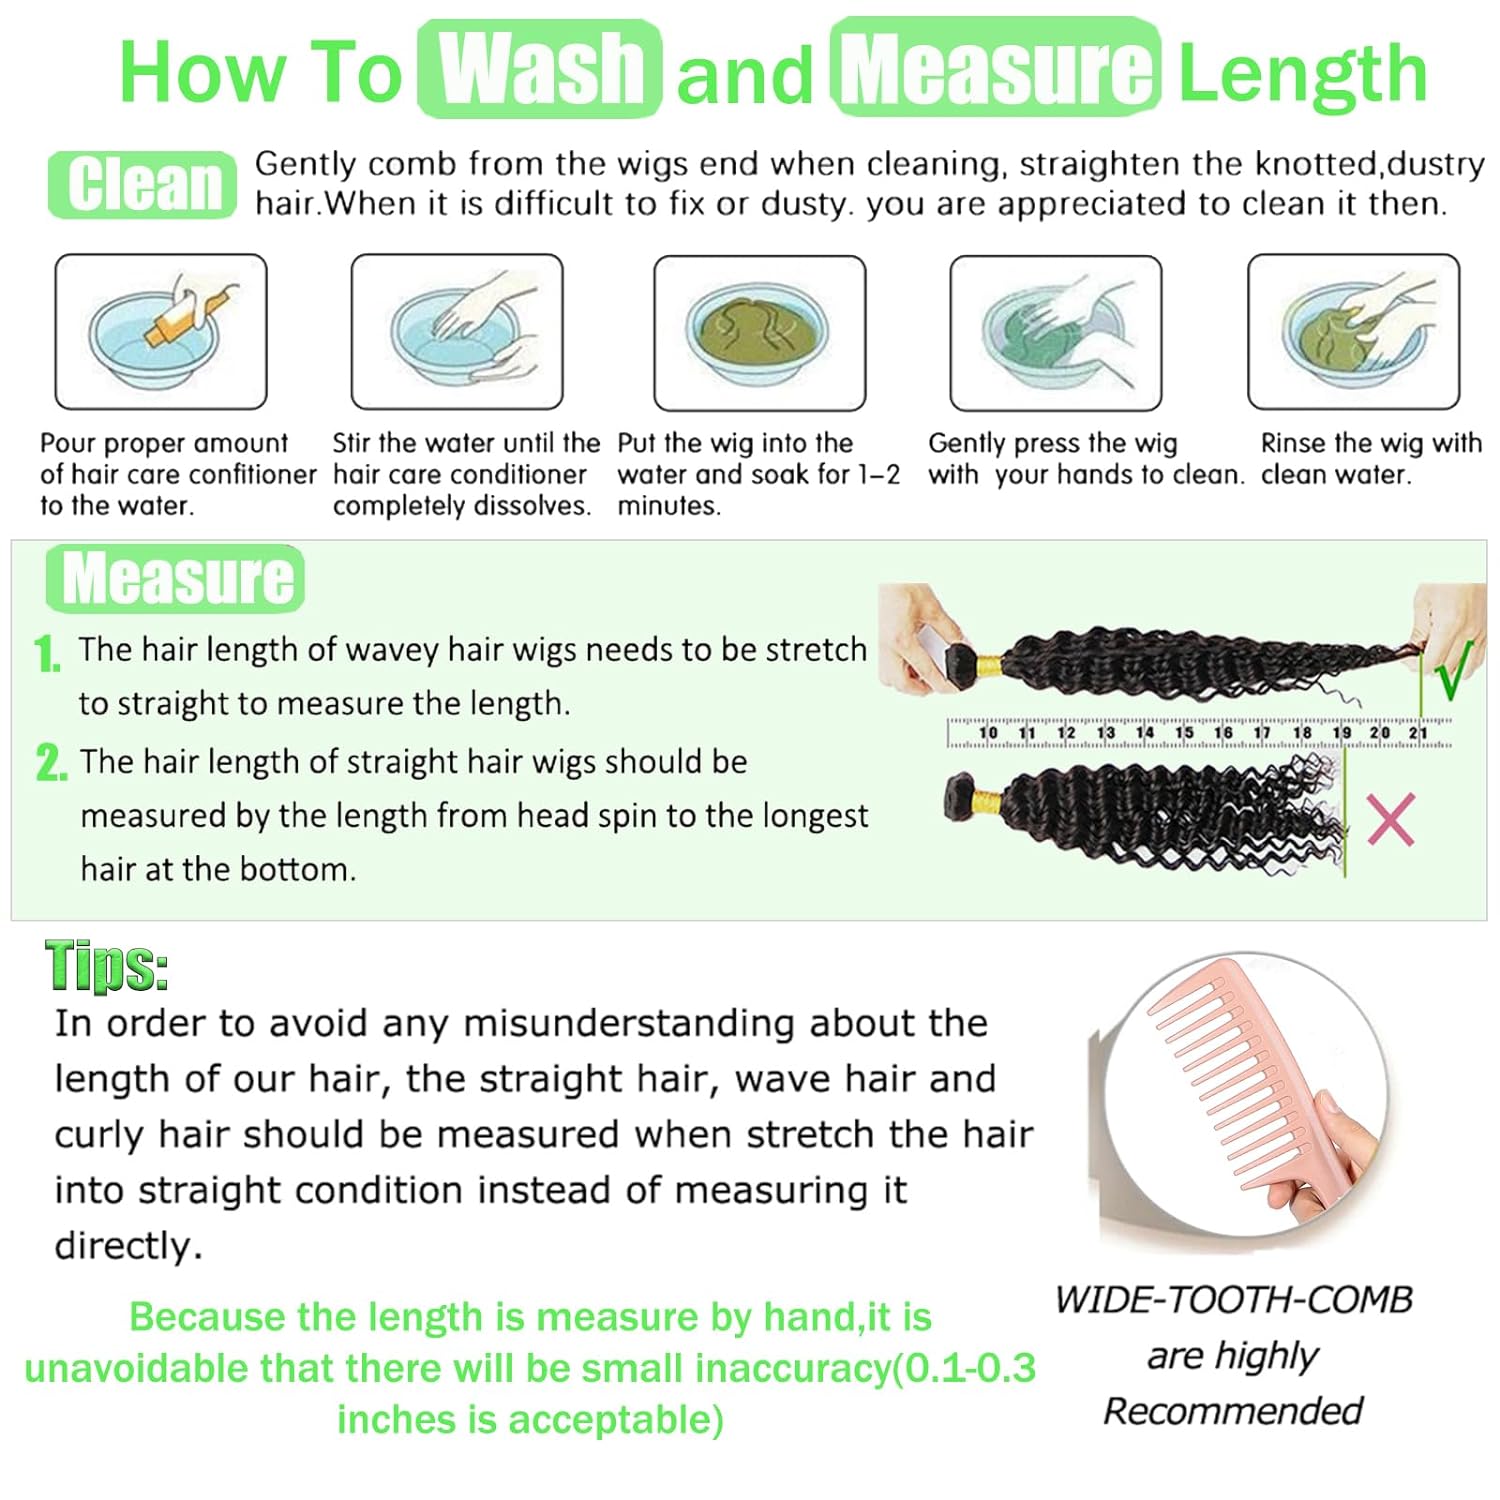 How To Wash and Measure Length
Clean
Gently comb from the wigs end when cleaning, straighten the knotted,dustry
hair.When it is difficult to fix or dusty. you are appreciated to clean it then.
Pour proper amount
of hair care confitioner
to the water.
Stir the water until the
hair care conditioner
completely dissolves.
Put the wig into the
water and soak for 1–2
minutes.
Gently press the wig
with your hands to clean.
Rinse the wig with
clean water.
Measure
1. The hair length of wavey hair wigs needs to be stretch
to straight to measure the length.
2. The hair length of straight hair wigs should be
measured by the length from head spin to the longest
hair at the bottom.
10 11 12 13 14 15 16 17 18 19 20 21
Tips:
In order to avoid any misunderstanding about the
length of our hair, the straight hair, wave hair and
curly hair should be measured when stretch the hair
into straight condition instead of measuring it
directly.
Because the length is measure by hand,it is
unavoidable that there will be small inaccuracy(0.1-0.3
inches is acceptable)
WIDE-TOOTH-COMB
are highly
Recommended